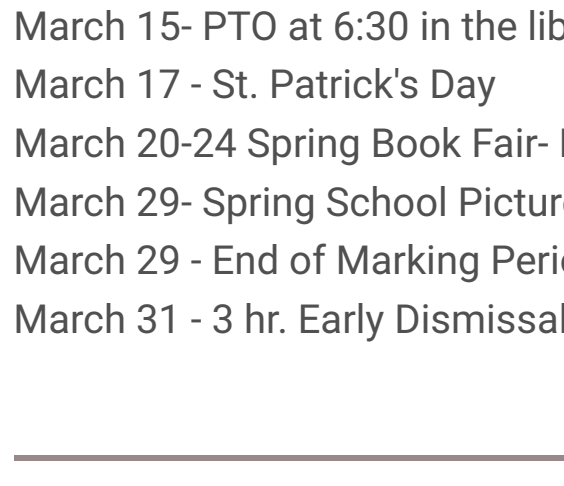 March 15- PTO at 6:30 in the lib
March 17 - St. Patrick's Day
March 20-24 Spring Book Fair-
March 29- Spring School Pictur
March 29 - End of Marking Peri
March 31 - 3 hr. Early Dismissal